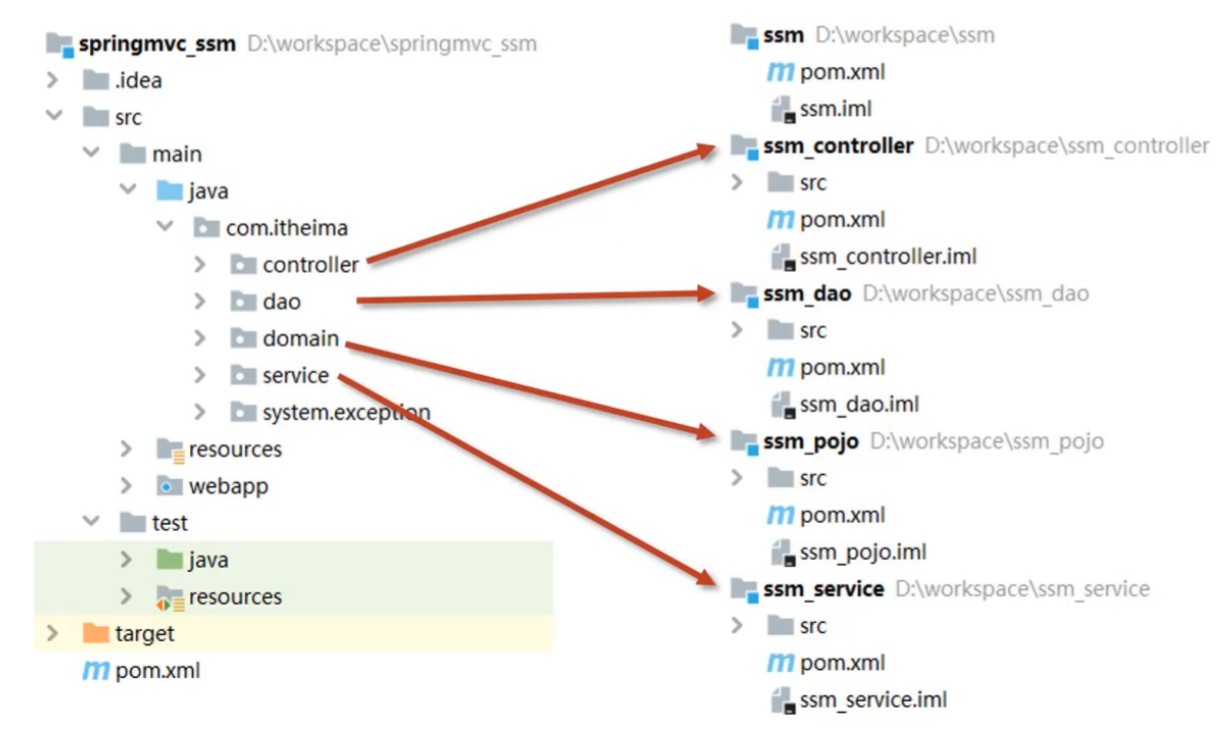 springmvc_ssm D:\workspace\springmvc_ssm
.idea
src
main
java
com.itheima
controller
dao
domain
service
system.exception
resources
webapp
test
java
resources
target
pom.xml
ssm D:\workspace\ssm
pom.xml
ssm.iml
ssm_controller D:\workspace\ssm_controller
src
pom.xml
ssm_controller.iml
ssm_dao D:\workspace\ssm_dao
src
pom.xml
ssm_dao.iml
ssm_pojo D:\workspace\ssm_pojo
src
pom.xml
ssm_pojo.iml
ssm_service D:\workspace\ssm_service
src
pom.xml
ssm_service.iml